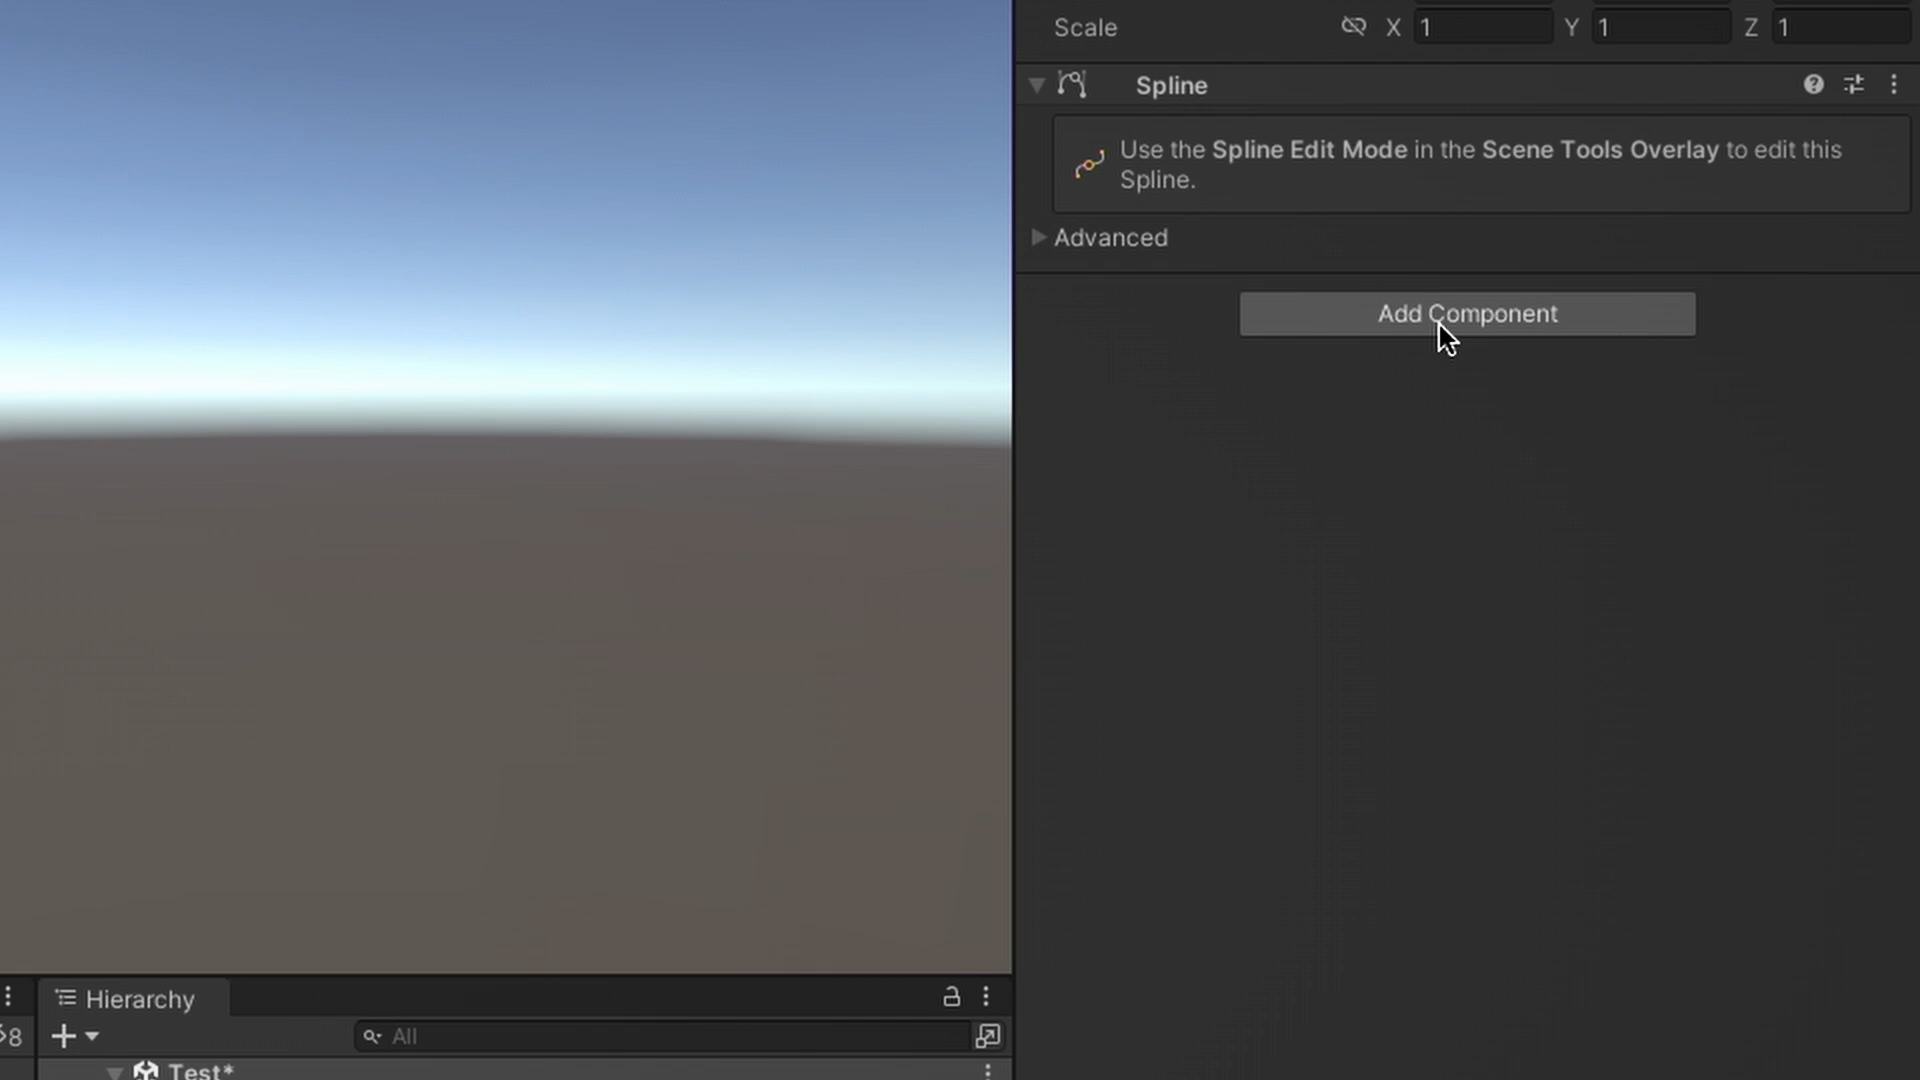 Scale X 1 Y 1 Z 1
Spline
Use the Spline Edit Mode in the Scene Tools Overlay to edit this
Spline.
Advanced
Add Component
Hierarchy
8
All
Test*